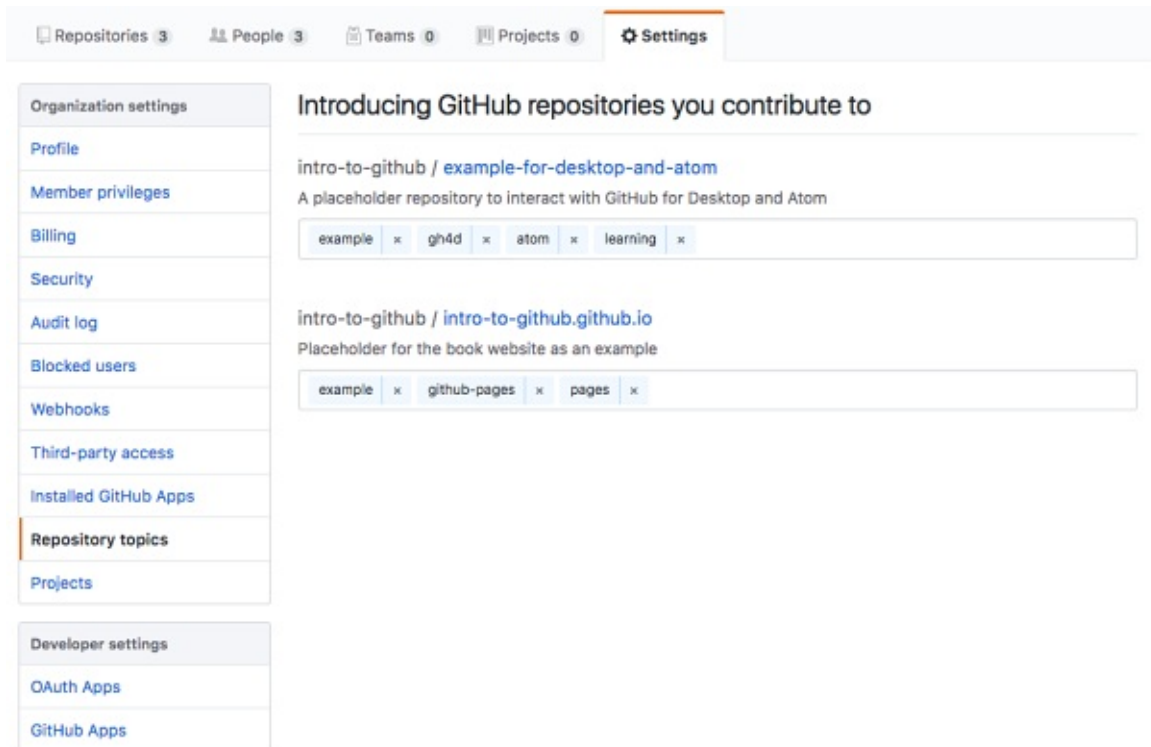 Repositories 3 People 3 Teams 0 Projects 0 Settings
Organization settings
Profile
Member privileges
Billing
Security
Audit log
Blocked users
Webhooks
Third-party access
Installed GitHub Apps
Repository topics
Projects
Developer settings
OAuth Apps
GitHub Apps
Introducing GitHub repositories you contribute to
intro-to-github / example-for-desktop-and-atom
A placeholder repository to interact with GitHub for Desktop and Atom
example × gh4d × atom × learning ×
intro-to-github / intro-to-github.github.io
Placeholder for the book website as an example
example × github-pages × pages ×